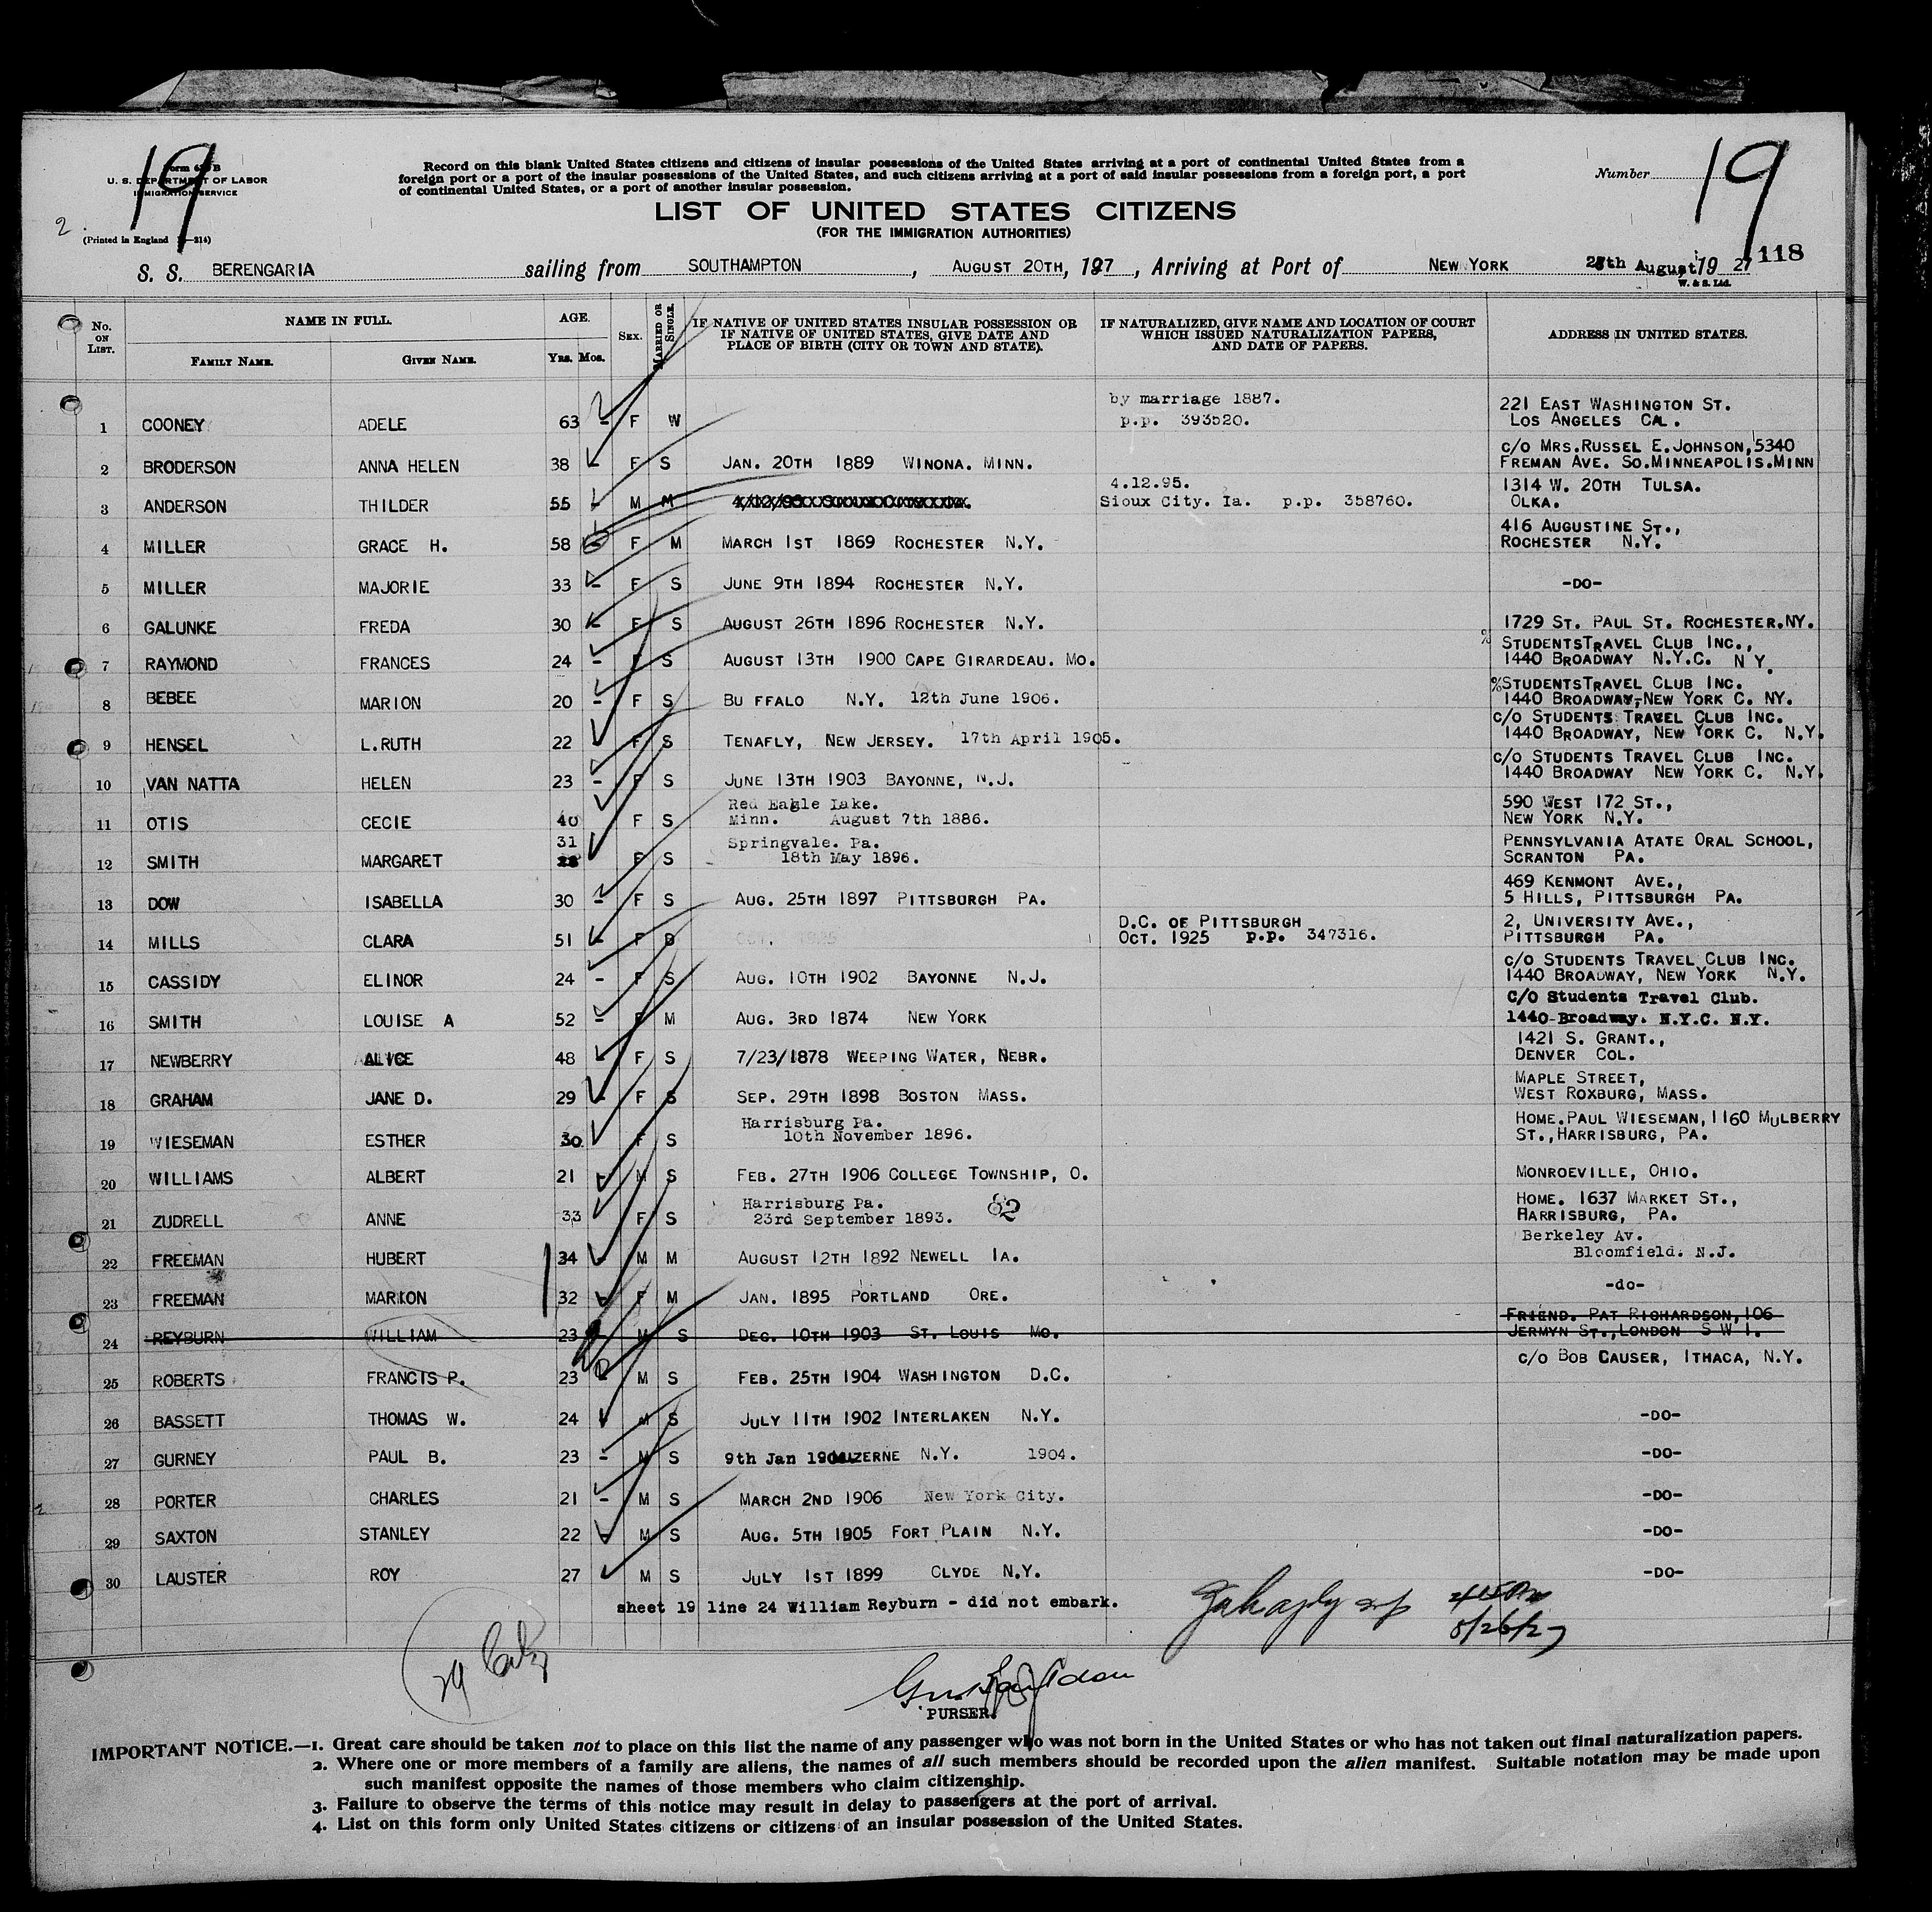 19
19
Form 630 B
U. S. DEPARTMENT OF LABOR
IMMIGRATION SERVICE
2
(Printed in England —314)
Record on this blank United States citizens and citizens of insular possessions of the United States arriving at a port of continental United States from a
foreign port or a port of the insular possessions of the United States, and such citizens arriving at a port of said insular possessions from a foreign port, a port
of continental United States, or a port of another insular possession.
Number
LIST OF UNITED STATES CITIZENS
(FOR THE IMMIGRATION AUTHORITIES)
118
S. S. BERENGARIA sailing from SOUTHAMPTON, AUGUST 20TH, 1927, Arriving at Port of NEW YORK August, 19 27
W. & S. Ltd.
No. ON LIST. NAME IN FULL. FAMILY NAME. GIVEN NAME. AGE. YRS. MOS. SEX. MARRIED OR SINGLE. IF NATIVE OF UNITED STATES INSULAR POSSESSION OR IF NATIVE OF UNITED STATES, GIVE DATE AND PLACE OF BIRTH (CITY OR TOWN AND STATE). IF NATURALIZED, GIVE NAME AND LOCATION OF COURT WHICH ISSUED NATURALIZATION PAPERS, AND DATE OF PAPERS. ADDRESS IN UNITED STATES.
1 COONEY ADELE 63 - F W by marriage 1887. p.p. 393520. 221 EAST WASHINGTON ST. LOS ANGELES CA.
2 BRODERSON ANNA HELEN 38 - F S JAN. 20TH 1889 WINONA. MINN. C/O MRS.RUSSEL E.JOHNSON,5340 FREMAN AVE. SO.MINNEAPOLIS.MINN
3 ANDERSON THILDER 55 - M M 4.12.95. Sioux City. Ia. p.p. 358760. 1314 W. 20TH TULSA. OLKA.
4 MILLER GRACE H. 58 - F M MARCH 1ST 1869 ROCHESTER N.Y. 416 AUGUSTINE ST., ROCHESTER N.Y.
5 MILLER MAJORIE 33 - F S JUNE 9TH 1894 ROCHESTER N.Y. -DO-
6 GALUNKE FREDA 30 - F S AUGUST 26TH 1896 ROCHESTER N.Y. 1729 ST. PAUL ST. ROCHESTER.NY.
7 RAYMOND FRANCES 24 - F S AUGUST 13TH 1900 CAPE GIRARDEAU. MO. % STUDENTSTRAVEL CLUB INC., 1440 BROADWAY N.Y.C. N Y.
8 BEBEE MARION 20 - F S BU FFALO N.Y. 12th June 1906. %STUDENTSTRAVEL CLUB INC. 1440 BROADWAY,NEW YORK C. NY.
9 HENSEL L.RUTH 22 F S TENAFLY, NEW JERSEY. 17th April 1905. C/O STUDENTS TRAVEL CLUB INC. 1440 BROADWAY, NEW YORK C. N.Y.
10 VAN NATTA HELEN 23 - F S JUNE 13TH 1903 BAYONNE, N.J. C/O STUDENTS TRAVEL CLUB INC. 1440 BROADWAY NEW YORK C. N.Y.
11 OTIS CECIE 40 F S Red Eagle Lake. Minn. August 7th 1886. 590 WEST 172 ST., NEW YORK N.Y.
12 SMITH MARGARET 31 F S Springvale. Pa. 18th May 1896. PENNSYLVANIA ATATE ORAL SCHOOL, SCRANTON PA.
13 DOW ISABELLA 30 - F S AUG. 25TH 1897 PITTSBURGH PA. 469 KENMONT AVE., 5 HILLS, PITTSBURGH PA.
14 MILLS CLARA 51 - F D.C. OF PITTSBURGH OCT. 1925 p.p. 347316. 2, UNIVERSITY AVE., PITTSBURGH PA.
15 CASSIDY ELINOR 24 - F S AUG. 10TH 1902 BAYONNE N.J. C/O STUDENTS TRAVEL CLUB INC. 1440 BROADWAY, NEW YORK N.Y.
16 SMITH LOUISE A 52 - F M AUG. 3RD 1874 NEW YORK C/O Students Travel Club. 1440-Broadway. N.Y.C. N.Y.
17 NEWBERRY ALICE 48 F S 7/23/1878 WEEPING WATER, NEBR. 1421 S. GRANT., DENVER COL.
18 GRAHAM JANE D. 29 - F S SEP. 29TH 1898 BOSTON MASS. MAPLE STREET, WEST ROXBURG, MASS.
19 WIESEMAN ESTHER 30 F S Harrisburg Pa. 10th November 1896. HOME.PAUL WIESEMAN,1160 MULBERRY ST.,HARRISBURG, PA.
20 WILLIAMS ALBERT 21 - M S FEB. 27TH 1906 COLLEGE TOWNSHIP, O. MONROEVILLE, OHIO.
21 ZUDRELL ANNE 33 F S Harrisburg Pa. 23rd September 1893. 82 HOME. 1637 MARKET ST., HARRISBURG, PA.
22 FREEMAN HUBERT 34 - M M AUGUST 12TH 1892 NEWELL IA. Berkeley Av. Bloomfield. N.J.
23 FREEMAN MARION 32 - F M JAN. 1895 PORTLAND ORE. -do-
24 REYBURN WILLIAM 23 - M S DEC. 10TH 1903 ST. LOUIS MO. FRIEND. PAT RICHARDSON,106 JERMYN ST.,LONDON S W 1.
25 ROBERTS FRANCIS P. 23 - M S FEB. 25TH 1904 WASHINGTON D.C. C/O BOB CAUSER, ITHACA, N.Y.
26 BASSETT THOMAS W. 24 M S JULY 11TH 1902 INTERLAKEN N.Y. -DO-
27 GURNEY PAUL B. 23 - M S 9th Jan N.Y. 1904. -DO-
28 PORTER CHARLES 21 - M S MARCH 2ND 1906 New York City. -DO-
29 SAXTON STANLEY 22 - M S AUG. 5TH 1905 FORT PLAIN N.Y. -DO-
30 LAUSTER ROY 27 M S JULY 1ST 1899 CLYDE N.Y. -DO-
sheet 19 line 24 William Reyburn - did not embark.
8/26/27
29
PURSER.
IMPORTANT NOTICE.—1. Great care should be taken not to place on this list the name of any passenger who was not born in the United States or who has not taken out final naturalization papers.
2. Where one or more members of a family are aliens, the names of all such members should be recorded upon the alien manifest. Suitable notation may be made upon
such manifest opposite the names of those members who claim citizenship.
3. Failure to observe the terms of this notice may result in delay to passengers at the port of arrival.
4. List on this form only United States citizens or citizens of an insular possession of the United States.